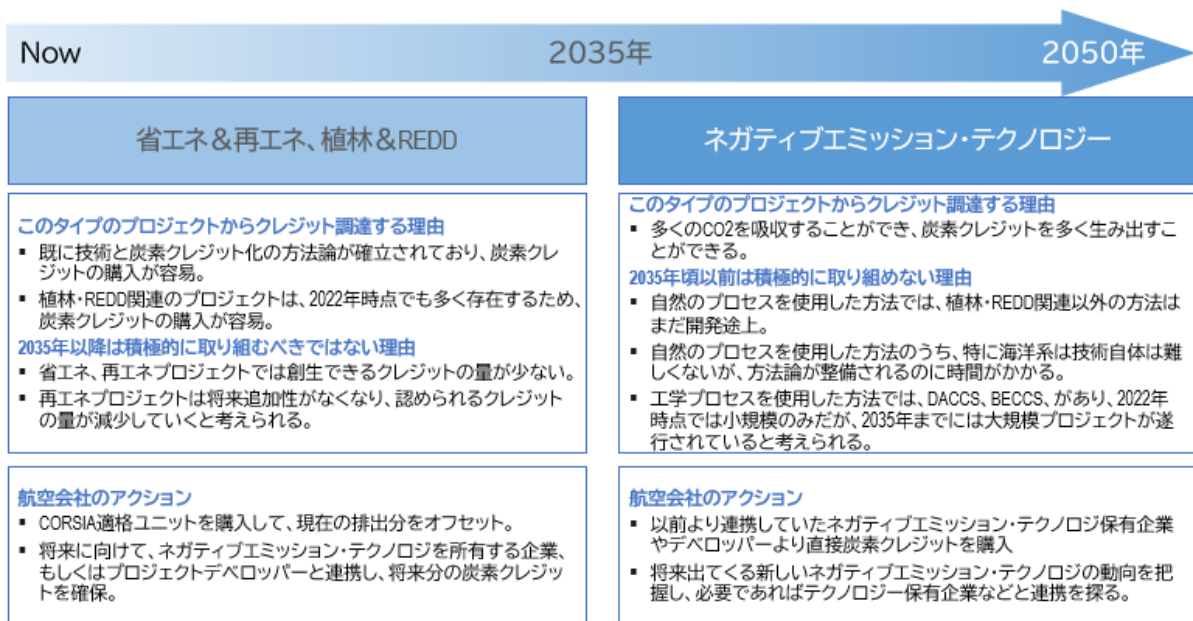 Now
2035年
2050年
省エネ＆再エネ、植林＆REDD
このタイプのプロジェクトからクレジット調達する理由
▪ 既に技術と炭素クレジット化の方法論が確立されており、炭素クレ
ジットの購入が容易。
▪ 植林・REDD関連のプロジェクトは、2022年時点でも多く存在するため、
炭素クレジットの購入が容易。
2035年以降は積極的に取り組むべきではない理由
▪ 省エネ、再エネプロジェクトでは創生できるクレジットの量が少ない。
▪ 再エネプロジェクトは将来追加性がなくなり、認められるクレジット
の量が減少していくと考えられる。
航空会社のアクション
▪ CORSIA適格ユニットを購入して、現在の排出分をオフセット。
▪ 将来に向けて、ネガティブエミッション・テクノロジを所有する企業、
もしくはプロジェクトデベロッパーと連携し、将来分の炭素クレジッ
トを確保。
ネガティブエミッション・テクノロジー
このタイプのプロジェクトからクレジット調達する理由
▪ 多くのCO2を吸収することができ、炭素クレジットを多く生み出すこ
とができる。
2035年頃以前は積極的に取り組めない理由
▪ 自然のプロセスを使用した方法では、植林・REDD関連以外の方法は
まだ開発途上。
▪ 自然のプロセスを使用した方法のうち、特に海洋系は技術自体は難
しくないが、方法論が整備されるのに時間がかかる。
▪ 工学プロセスを使用した方法では、DACCS、BECCS、があり、2022年
時点では小規模のみだが、2035年までには大規模プロジェクトが遂
行されていると考えられる。
航空会社のアクション
▪ 以前より連携していたネガティブエミッション・テクノロジ保有企業
やデベロッパーより直接炭素クレジットを購入
▪ 将来出てくる新しいネガティブエミッション・テクノロジの動向を把
握し、必要であればテクノロジー保有企業などと連携を探る。